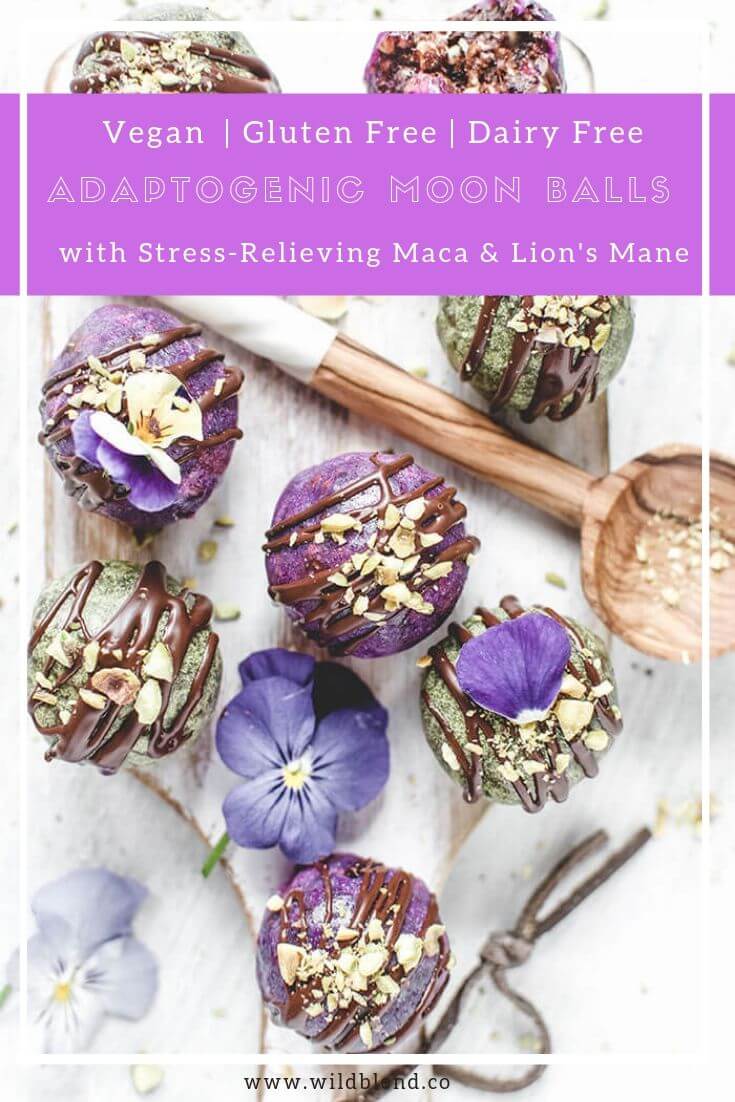 Vegan | Gluten Free | Dairy Free
ADAPTOGENIC MOON BALLS
with Stress-Relieving Maca & Lion's Mane
www.wildblend.co